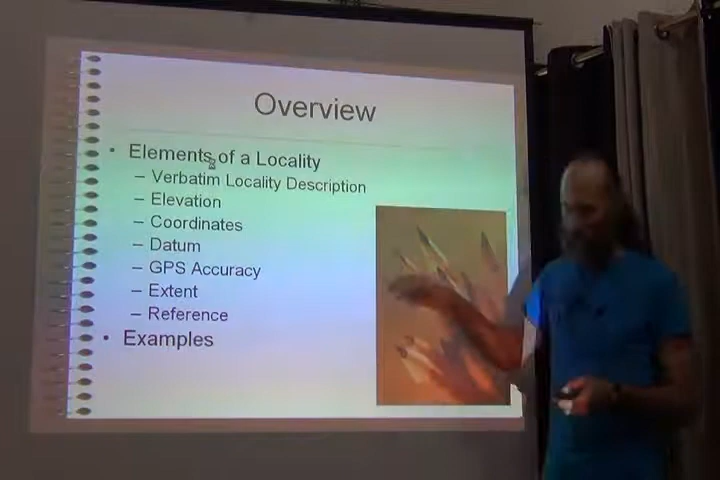 Overview
• Elements of a Locality
– Verbatim Locality Description
– Elevation
– Coordinates
– Datum
– GPS Accuracy
– Extent
– Reference
• Examples